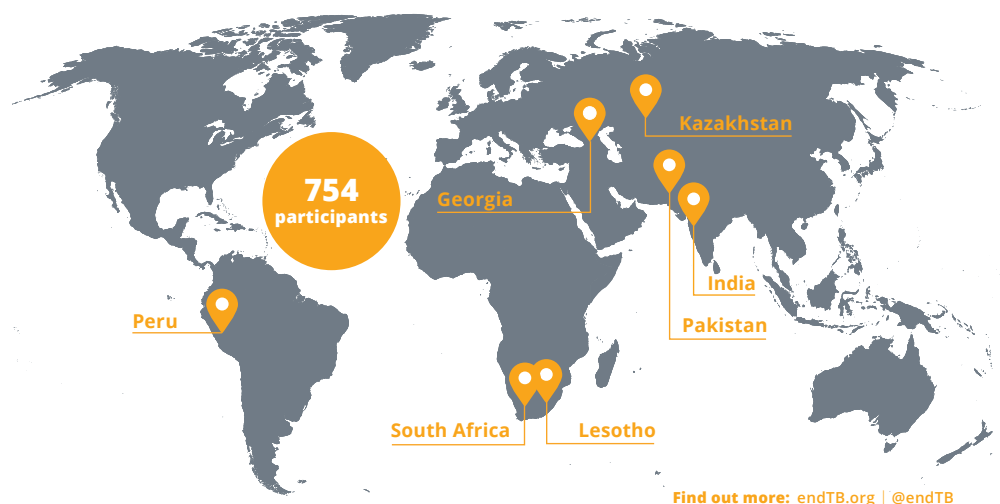 Kazakhstan
754
participants
Georgia
India
Peru
Pakistan
South Africa
Lesotho
Find out more: endTB.org | @endTB